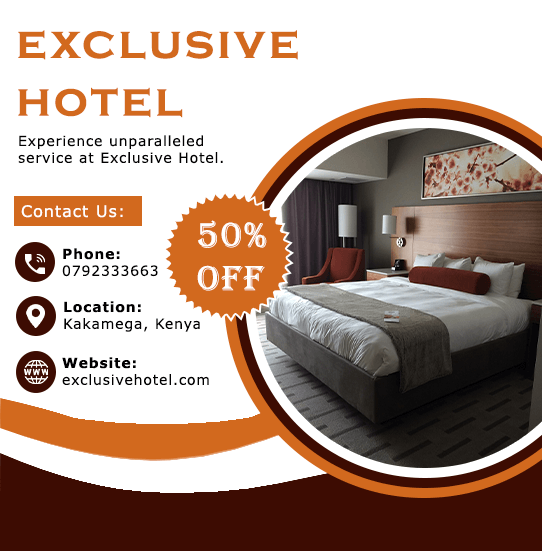 EXCLUSIVE
HOTEL
Experience unparalleled
service at Exclusive Hotel.
Contact Us:
50%
OFF
Phone:
0792333663
Location:
Kakamega, Kenya
WWW
Website:
exclusivehotel.com